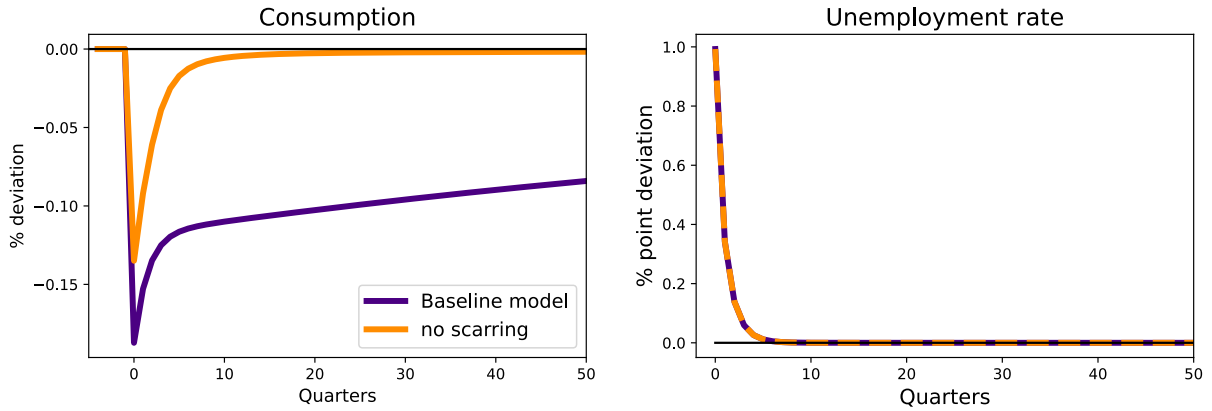 Consumption
% deviation
0.00
−0.05
−0.10
−0.15
0
10
20
30
40
50
Quarters
Baseline model
no scarring
Unemployment rate
% point deviation
1.0
0.8
0.6
0.4
0.2
0.0
0
10
20
30
40
50
Quarters